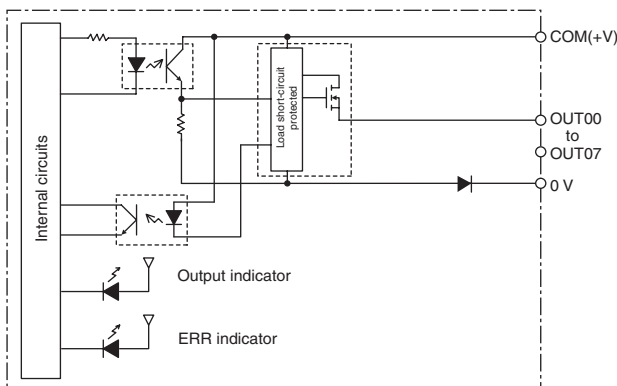 COM(+V)
Load short-circuit
protected
OUT00
to
OUT07
0 V
Internal circuits
Output indicator
ERR indicator